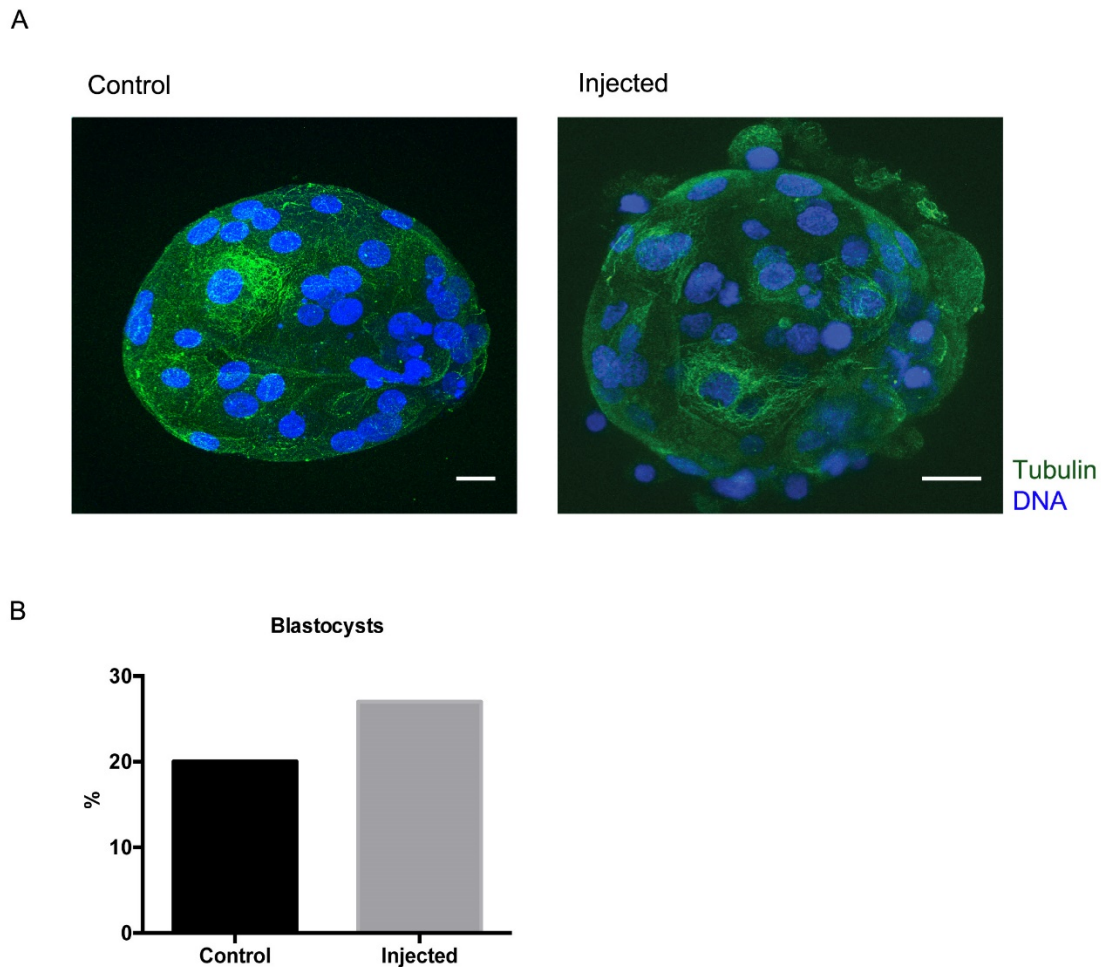 A
Control
Injected
Tubulin
DNA
B
Blastocysts
30
20
10
0
%
Control
Injected